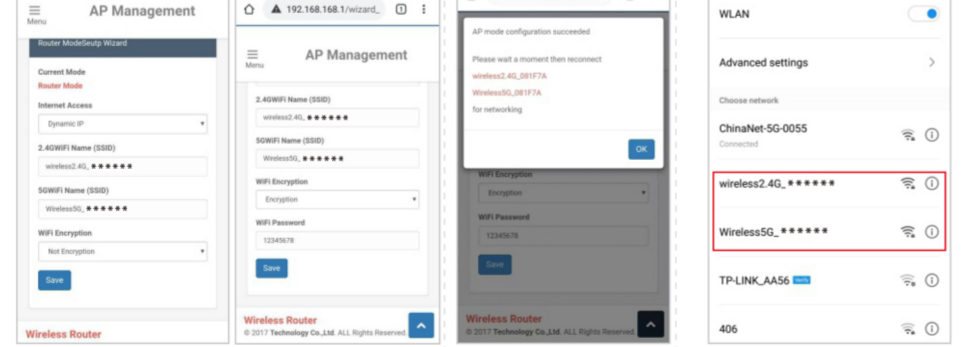 Menu
AP Management
Router ModeSeutp Wizard
Current Mode
Router Mode
Internet Access
Dynamic IP
2.4GWiFi Name (SSID)
wireless2.4G_******
5GWiFi Name (SSID)
Wireless5G_******
WiFi Encryption
Not Encryption
Save
Wireless Router
192.168.168.1/wizard_
1
Menu
AP Management
2.4GWiFi Name (SSID)
wireless2.4G_******
5GWiFi Name (SSID)
Wireless5G_******
WiFi Encryption
Encryption
WiFi Password
12345678
Save
Wireless Router
© 2017 Technology Co.,Ltd. ALL Rights Reserved.
AP mode configuration succeeded
Please wait a moment then reconnect
wireless2.4G_081F7A
Wireless5G_081F7A
for networking
OK
WiFi Encryption
Encryption
WiFi Password
12345678
Save
Wireless Router
© 2017 Technology Co.,Ltd. ALL Rights Reserved.
WLAN
Advanced settings
Choose network
ChinaNet-5G-0055
Connected
wireless2.4G_******
Wireless5G_******
TP-LINK_AA56
406